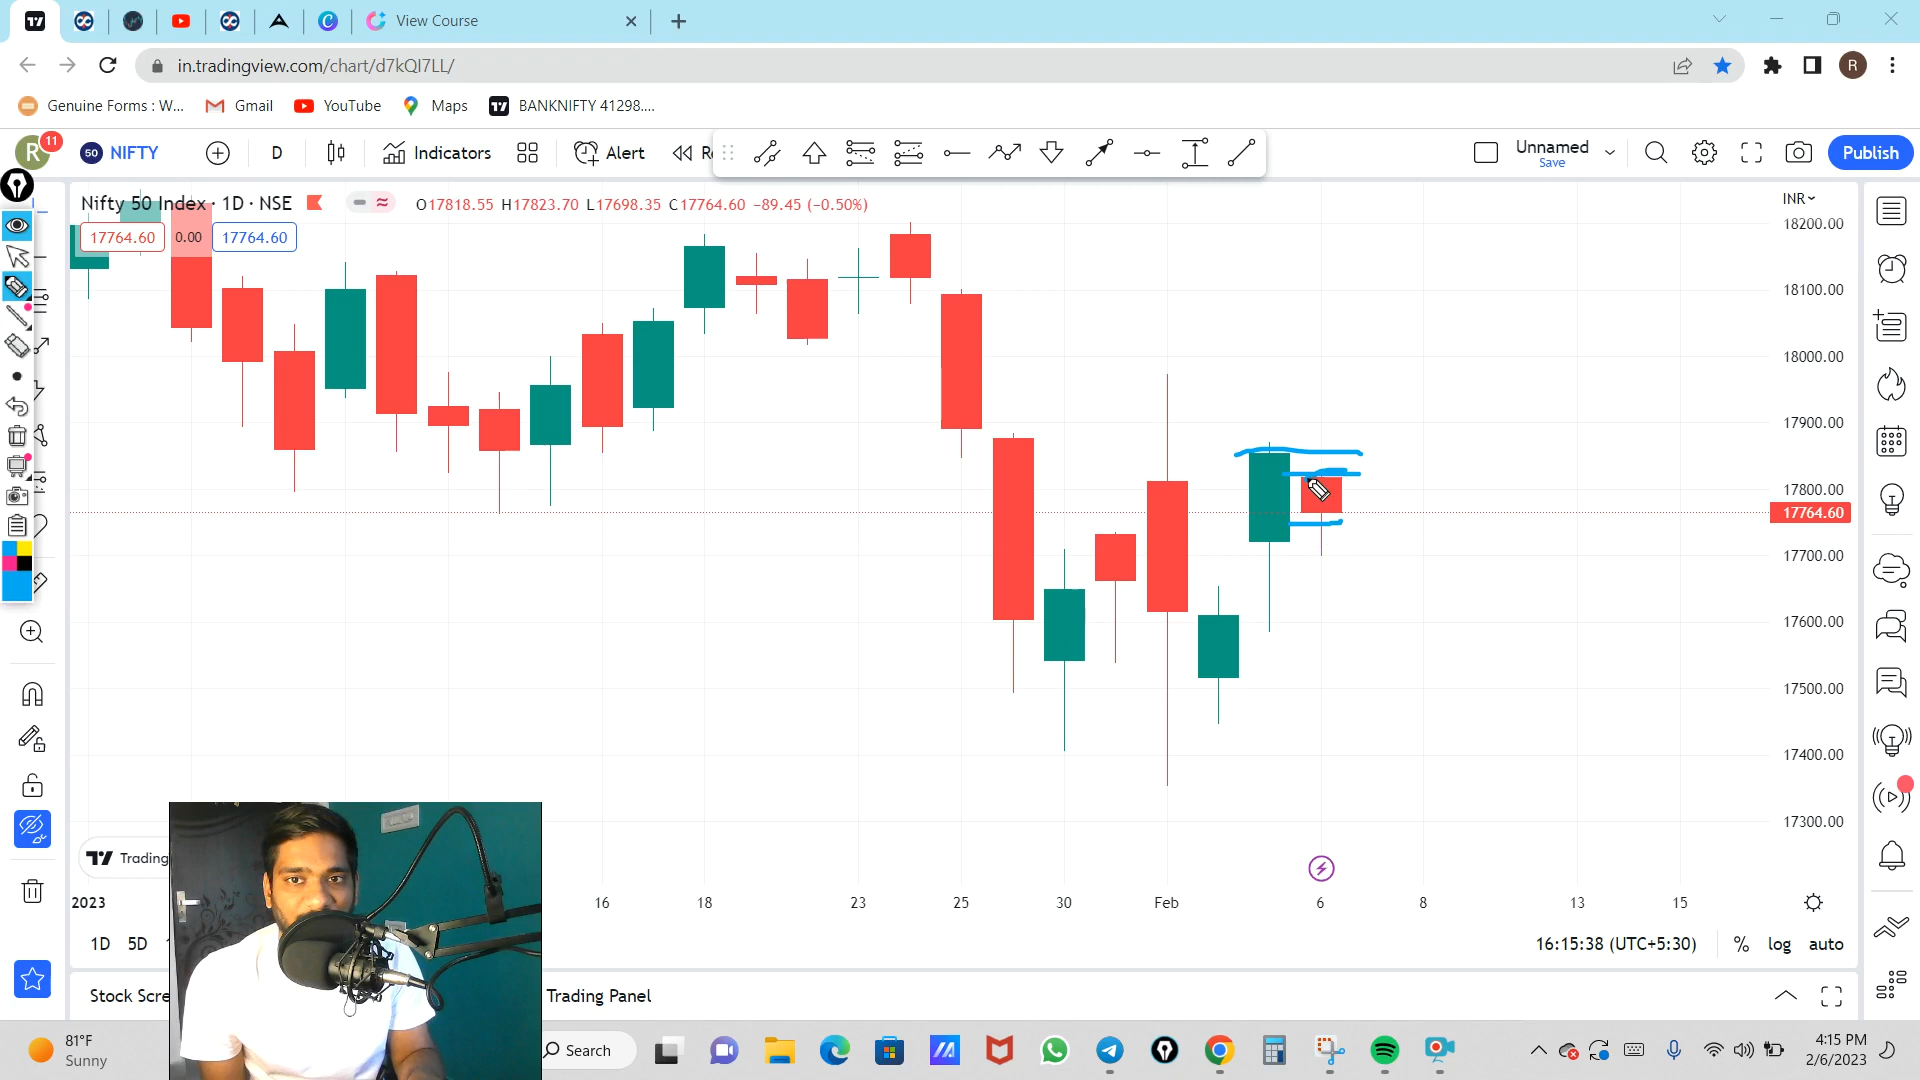 View Course
in.tradingview.com/chart/d7kQI7LL/
R
Genuine Forms : W...
Gmail
YouTube
Maps
BANKNIFTY 41298....
R
11
50
NIFTY
D
Indicators
Alert
R
Unnamed
Save
Publish
Nifty 50 Index · 1D · NSE
O17818.55 H17823.70 L17698.35 C17764.60 −89.45 (−0.50%)
INR
17764.60
0.00
17764.60
18200.00
18100.00
18000.00
17900.00
17800.00
17764.60
17700.00
17600.00
17500.00
17400.00
17300.00
Trading
2023
16
18
23
25
30
Feb
6
8
13
15
1D
5D
16:15:38 (UTC+5:30)
%
log
auto
Stock Scre
Trading Panel
81°F
Sunny
Search
4:15 PM
2/6/2023